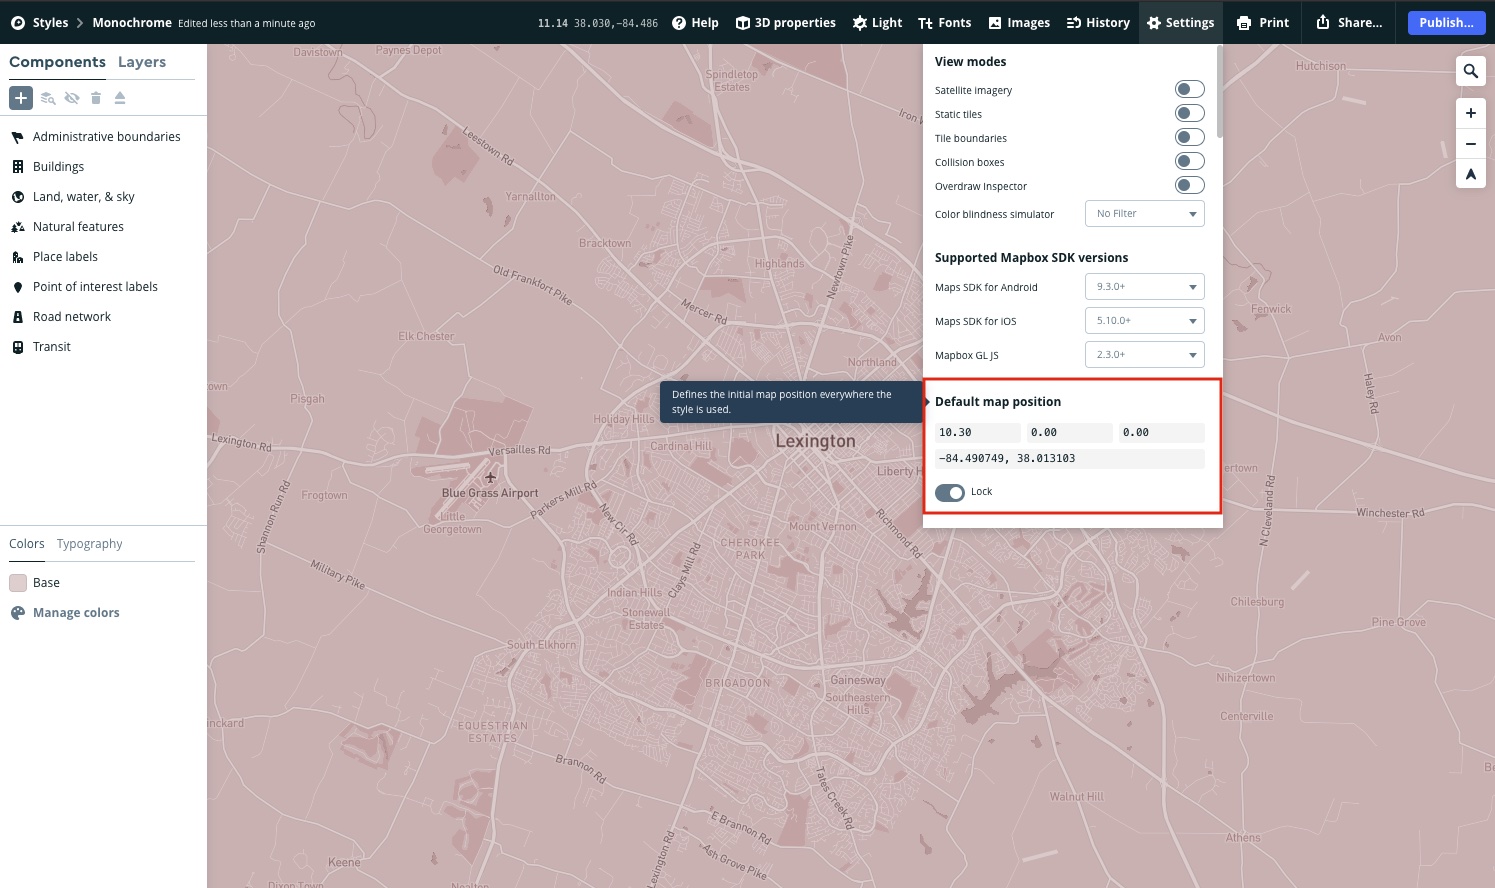 Styles > Monochrome Edited less than a minute ago
11.14 38.030,−84.486
Help
3D properties
Light
Fonts
Images
History
Settings
Print
Share...
Publish...
Components
Layers
Administrative boundaries
Buildings
Land, water, & sky
Natural features
Place labels
Point of interest labels
Road network
Transit
Colors
Typography
Base
Manage colors
View modes
Satellite imagery
Static tiles
Tile boundaries
Collision boxes
Overdraw inspector
Color blindness simulator
No Filter
Supported Mapbox SDK versions
Maps SDK for Android
9.3.0+
Maps SDK for iOS
5.10.0+
Mapbox GL JS
2.3.0+
Defines the initial map position everywhere the
style is used.
Default map position
10.30
0.00
0.00
−84.490749, 38.013103
Lock
Davistown
Paynes Depot
Spindletop
Estates
Iron
Hutchison
Leestown Rd
Yarnallton
Bracktown
Highlands
Newtown Pike
Old Frankfort Pike
Mercer Rd
Elk Chester
Northland
Fenwick
Avon
Haley Rd
own
Pisgah
Holiday Hills
Lexington
Lexington Rd
Versailles Rd
Cardinal Hill
Liberty H
ertown
Blue Grass Airport
Parkers Mill Rd
Frogtown
Little
Georgetown
Shannon Run Rd
New Cir Rd
Mount Vernon
Richmond Rd
Winchester Rd
N Cleveland Rd
CHEROKEE
PARK
Clays Mill Rd
Military Pike
Indian Hills
Stonewall
Estates
Chilesburg
Pine Grove
South Elkhorn
BRIGADOON
Gainesway
Southeastern
Hills
Nihizertown
Centerville
inckard
EQUESTRIAN
ESTATES
Brannon Rd
Tates Creek Rd
Walnut Hill
Be
E Brannon Rd
Athens
Keene
Lexington Rd
Ash Grove Pike
Dixon Town
Nealton